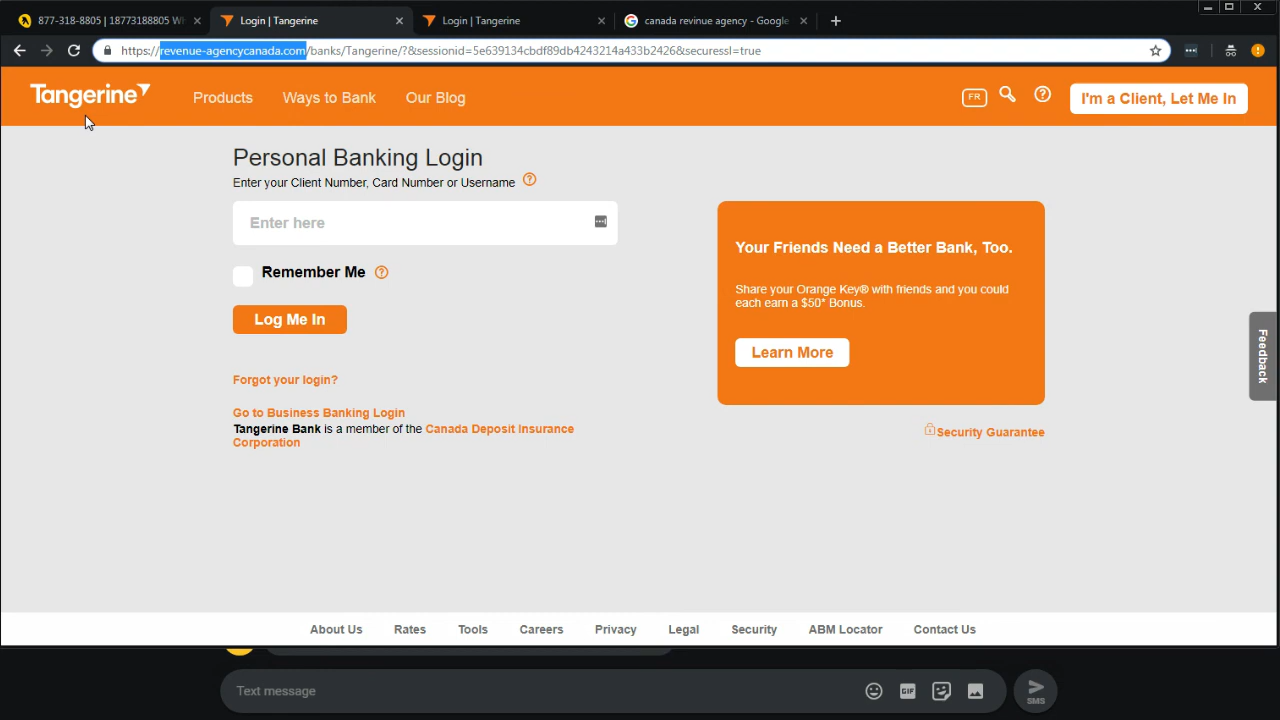 877-318-8805 | 18773188805 Wh
Login | Tangerine
Login | Tangerine
canada revinue agency - Google
https://revenue-agencycanada.com/banks/Tangerine/?&sessionid=5e639134cbdf89db4243214a433b2426&securessl=true
Tangerine
Products
Ways to Bank
Our Blog
FR
I'm a Client, Let Me In
Personal Banking Login
Enter your Client Number, Card Number or Username
Enter here
Remember Me
Log Me In
Forgot your login?
Go to Business Banking Login
Tangerine Bank is a member of the Canada Deposit Insurance
Corporation
Your Friends Need a Better Bank, Too.
Share your Orange Key® with friends and you could
each earn a $50* Bonus.
Learn More
Security Guarantee
Feedback
About Us
Rates
Tools
Careers
Privacy
Legal
Security
ABM Locator
Contact Us
Text message
GIF
SMS